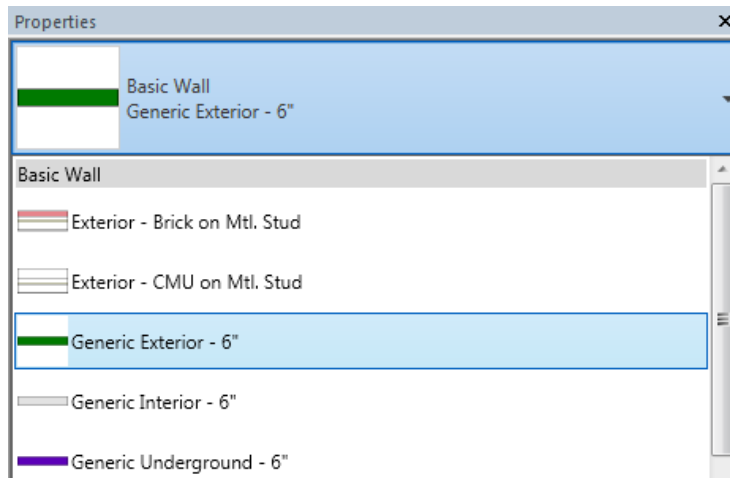 Properties
Basic Wall
Generic Exterior - 6"
Basic Wall
Exterior - Brick on Mtl. Stud
Exterior - CMU on Mtl. Stud
Generic Exterior - 6"
Generic Interior - 6"
Generic Underground - 6"